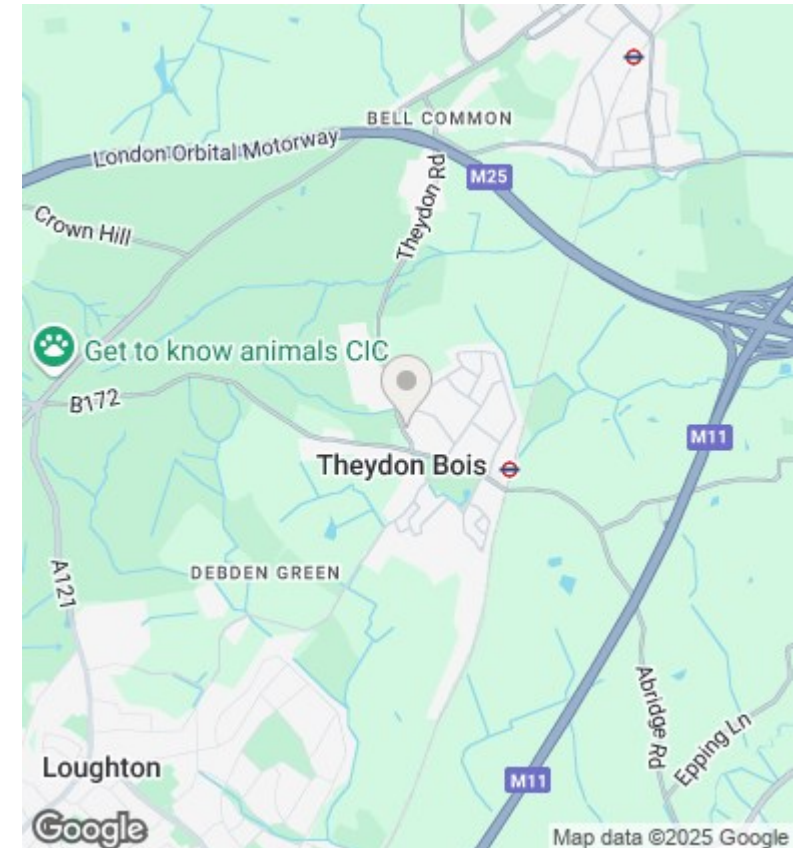 BELL COMMON
London Orbital Motorway
M25
Theydon Rd
Crown Hill
Get to know animals CIC
B172
M11
Theydon Bois
DEBDEN GREEN
A121
Abridge Rd
Epping Ln
Loughton
M11
Google
Map data ©2025 Google